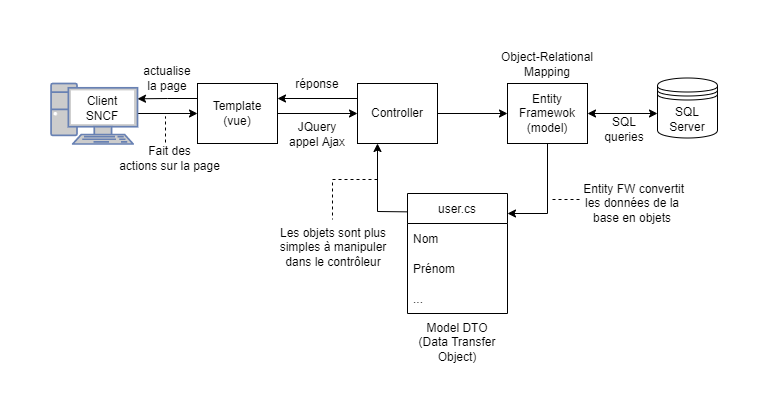 Object-Relational
Mapping
actualise
la page
réponse
Client
SNCF
Template
(vue)
Controller
Entity
Framewok
(model)
SQL
Server
JQuery
appel Ajax
SQL
queries
Fait des
actions sur la page
Entity FW convertit
les données de la
base en objets
user.cs
Les objets sont plus
simples à manipuler
dans le contrôleur
Nom
Prénom
...
Model DTO
(Data Transfer
Object)